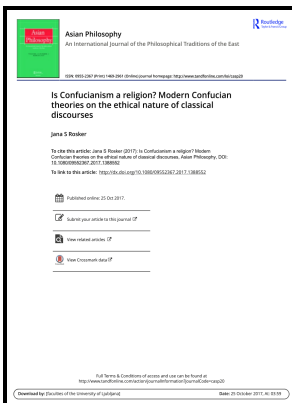 Asian
Philosophy
Routledge
Asian Philosophy
An International Journal of the Philosophical Traditions of the East
ISSN: 0955-2367 (Print) 1469-2961 (Online) Journal homepage: http://www.tandfonline.com/loi/casp20
Is Confucianism a religion? Modern Confucian
theories on the ethical nature of classical
discourses
Jana S Rosker
To cite this article: Jana S Rosker (2017): Is Confucianism a religion? Modern
Confucian theories on the ethical nature of classical discourses, Asian Philosophy, DOI:
10.1080/09552367.2017.1388552
To link to this article: http://dx.doi.org/10.1080/09552367.2017.1388552
Published online: 25 Oct 2017.
Submit your article to this journal
View related articles
View Crossmark data
Full Terms & Conditions of access and use can be found at
http://www.tandfonline.com/action/journalInformation?journalCode=casp20
Download by: [faculties of the University of Ljubljana]
Date: 25 October 2017, At: 03:59